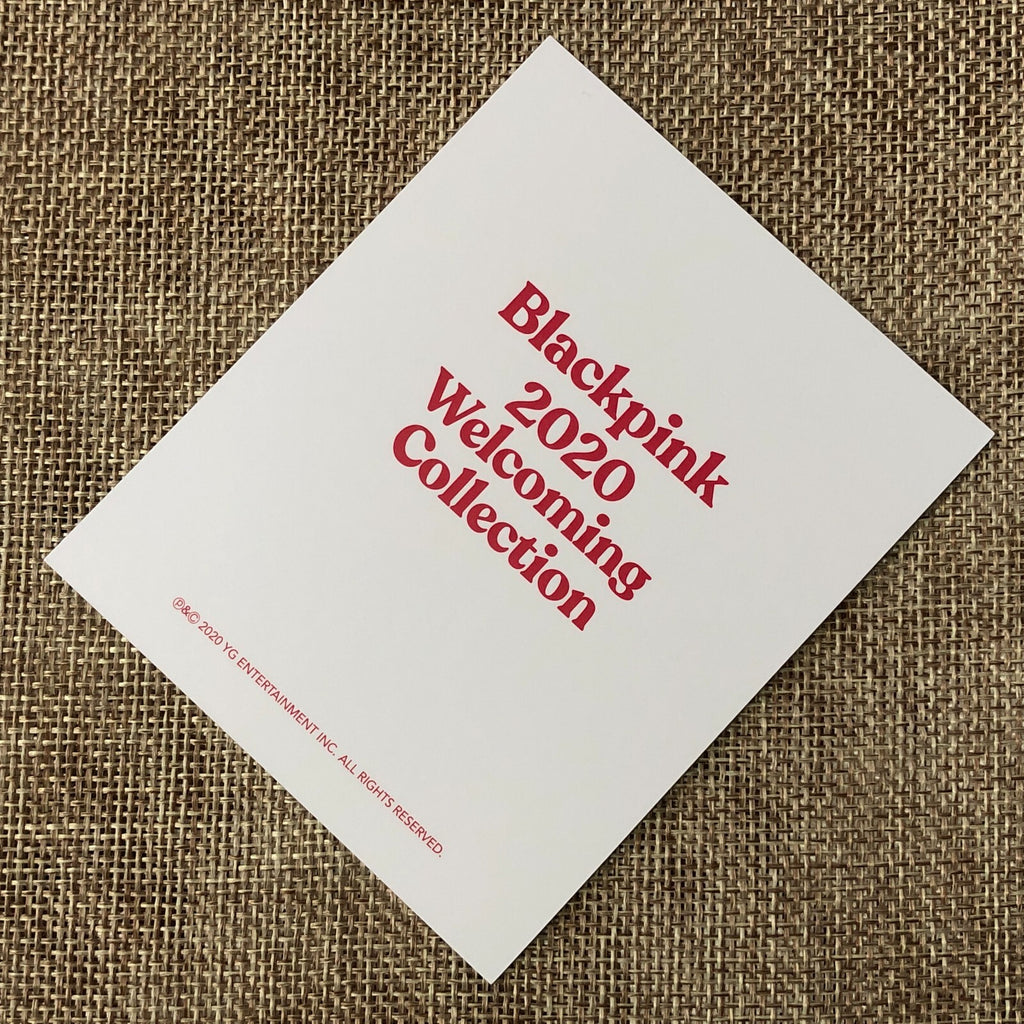 Blackpink
2020
Welcoming
Collection
℗&© 2020 YG ENTERTAINMENT INC. ALL RIGHTS RESERVED.